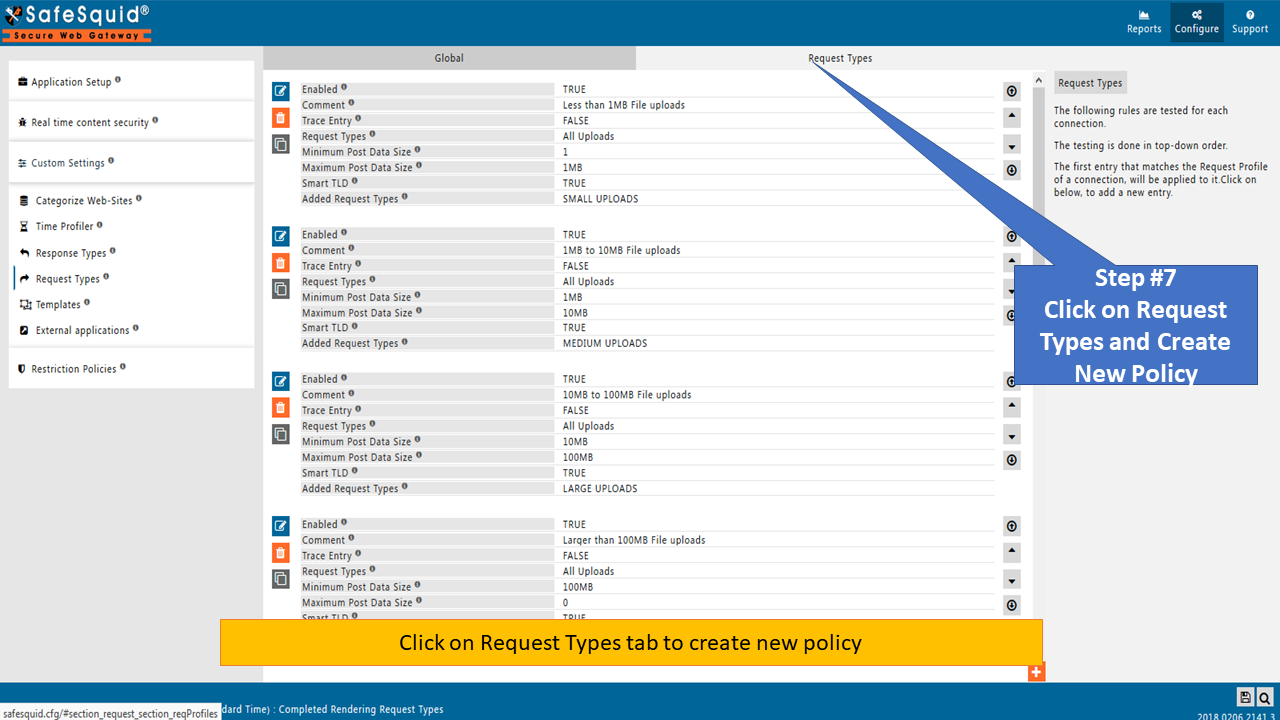 SafeSquid®
Secure Web Gateway
Reports
Configure
Support
Application Setup
Real time content security
Custom Settings
Categorize Web-Sites
Time Profiler
Response Types
Request Types
Templates
External applications
Restriction Policies
Global
Request Types
Enabled TRUE
Comment Less than 1MB File uploads
Trace Entry FALSE
Request Types All Uploads
Minimum Post Data Size 1
Maximum Post Data Size 1MB
Smart TLD TRUE
Added Request Types SMALL UPLOADS
Enabled TRUE
Comment 1MB to 10MB File uploads
Trace Entry FALSE
Request Types All Uploads
Minimum Post Data Size 1MB
Maximum Post Data Size 10MB
Smart TLD TRUE
Added Request Types MEDIUM UPLOADS
Enabled TRUE
Comment 10MB to 100MB File uploads
Trace Entry FALSE
Request Types All Uploads
Minimum Post Data Size 10MB
Maximum Post Data Size 100MB
Smart TLD TRUE
Added Request Types LARGE UPLOADS
Enabled TRUE
Comment Larger than 100MB File uploads
Trace Entry FALSE
Request Types All Uploads
Minimum Post Data Size 100MB
Maximum Post Data Size 0
Smart TLD TRUE
Request Types
The following rules are tested for each
connection.
The testing is done in top-down order.
The first entry that matches the Request Profile
of a connection, will be applied to it.Click on
below, to add a new entry.
Step #7
Click on Request
Types and Create
New Policy
Click on Request Types tab to create new policy
safesquid.cfg/#section_request_section_reqProfiles
dard Time) : Completed Rendering Request Types
2018.0206.2141.3